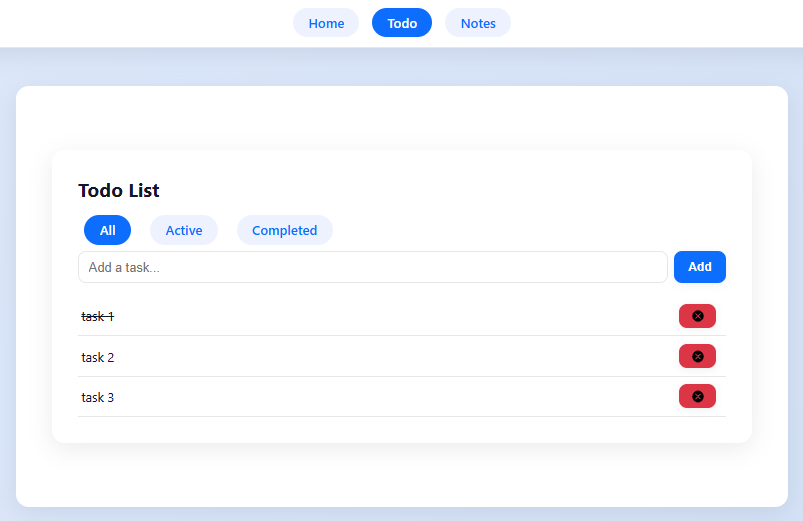 Home Todo Notes
Todo List
All Active Completed
Add a task...
Add
task 1
task 2
task 3